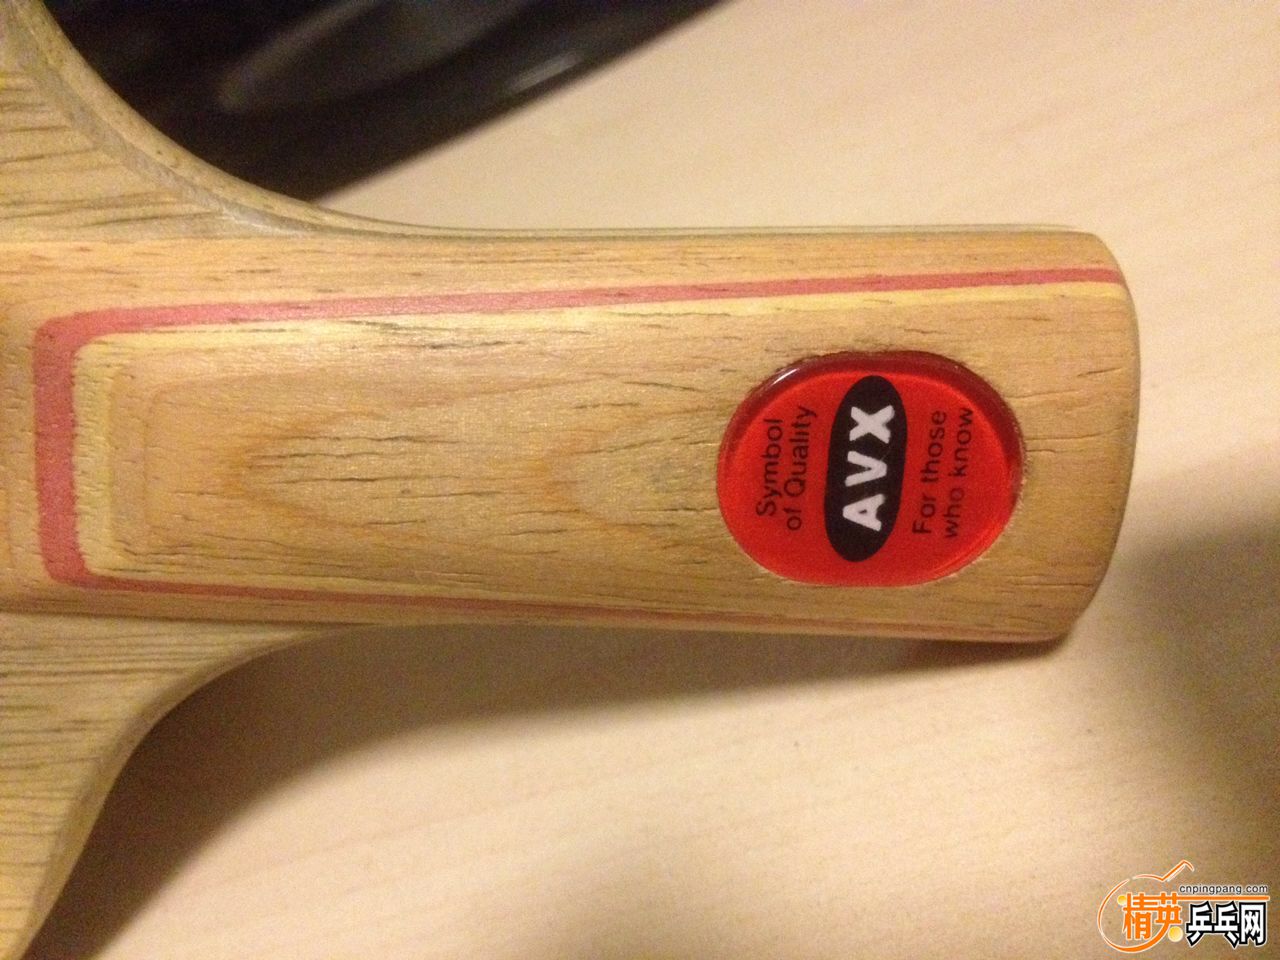 Symbol
of Quality
AVX
For those
who know
cnpingpang.com
精英乒乓网